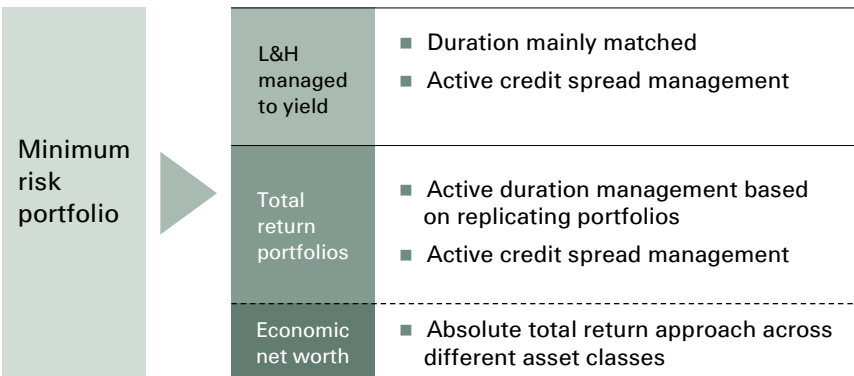 Minimum
risk
portfolio
L&H
managed
to yield
Duration mainly matched
Active credit spread management
Total
return
portfolios
Active duration management based
on replicating portfolios
Active credit spread management
Economic
net worth
Absolute total return approach across
different asset classes